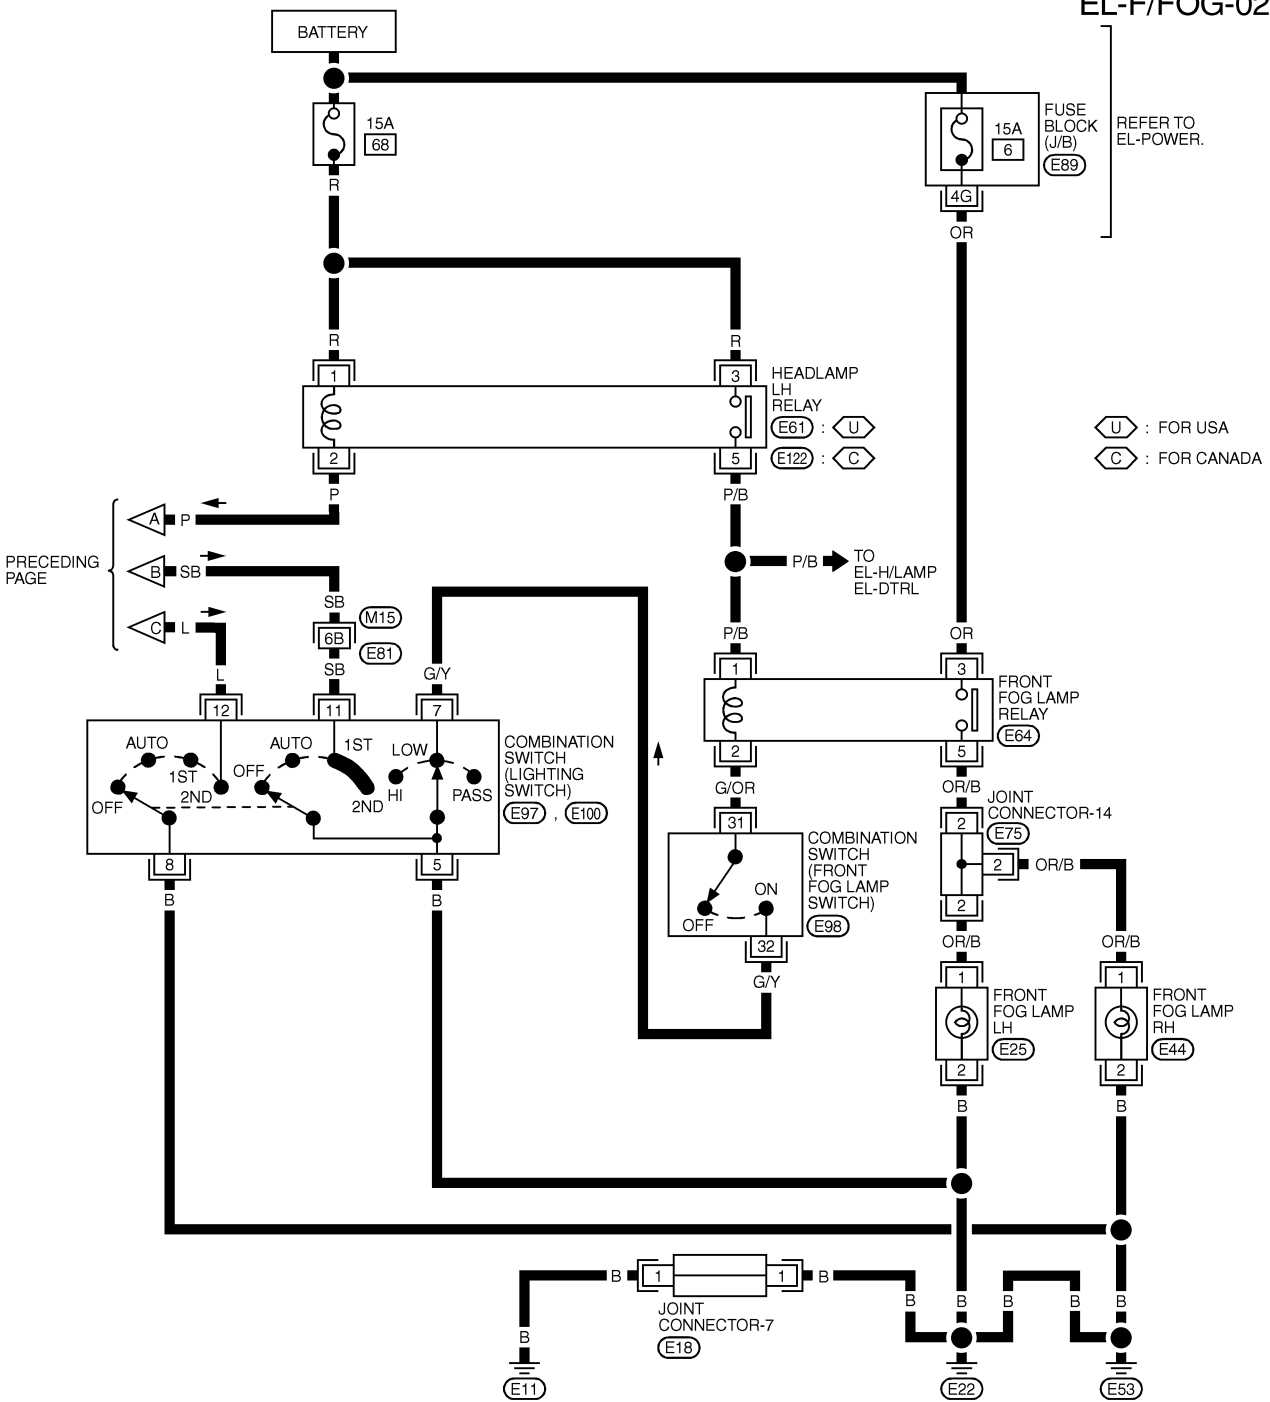 EL-F/FOG-02
BATTERY
15A
68
R
15A
6
FUSE
BLOCK
(J/B)
E89
REFER TO
EL-POWER.
4G
OR
R
R
1
3
HEADLAMP
LH
RELAY
E61 : U
E122 : C
U : FOR USA
C : FOR CANADA
2
5
P
P/B
A P
PRECEDING
PAGE
B SB
C L
P/B
TO
EL-H/LAMP
EL-DTRL
SB
M15
6B
E81
SB
L
G/Y
P/B
OR
1
3
FRONT
FOG LAMP
RELAY
E64
2
5
12
11
7
AUTO
1ST
2ND
OFF
AUTO
1ST
OFF
2ND
LOW
HI
PASS
COMBINATION
SWITCH
(LIGHTING
SWITCH)
E97 , E100
8
5
B
B
G/OR
31
COMBINATION
SWITCH
(FRONT
FOG LAMP
SWITCH)
E98
ON
OFF
32
G/Y
OR/B
JOINT
CONNECTOR-14
E75
2
2
OR/B
2
OR/B
OR/B
1
1
FRONT
FOG LAMP
LH
E25
FRONT
FOG LAMP
RH
E44
2
2
B
B
B
1
1
B
JOINT
CONNECTOR-7
E18
B
B
B
B
B
B
E11
E22
E53